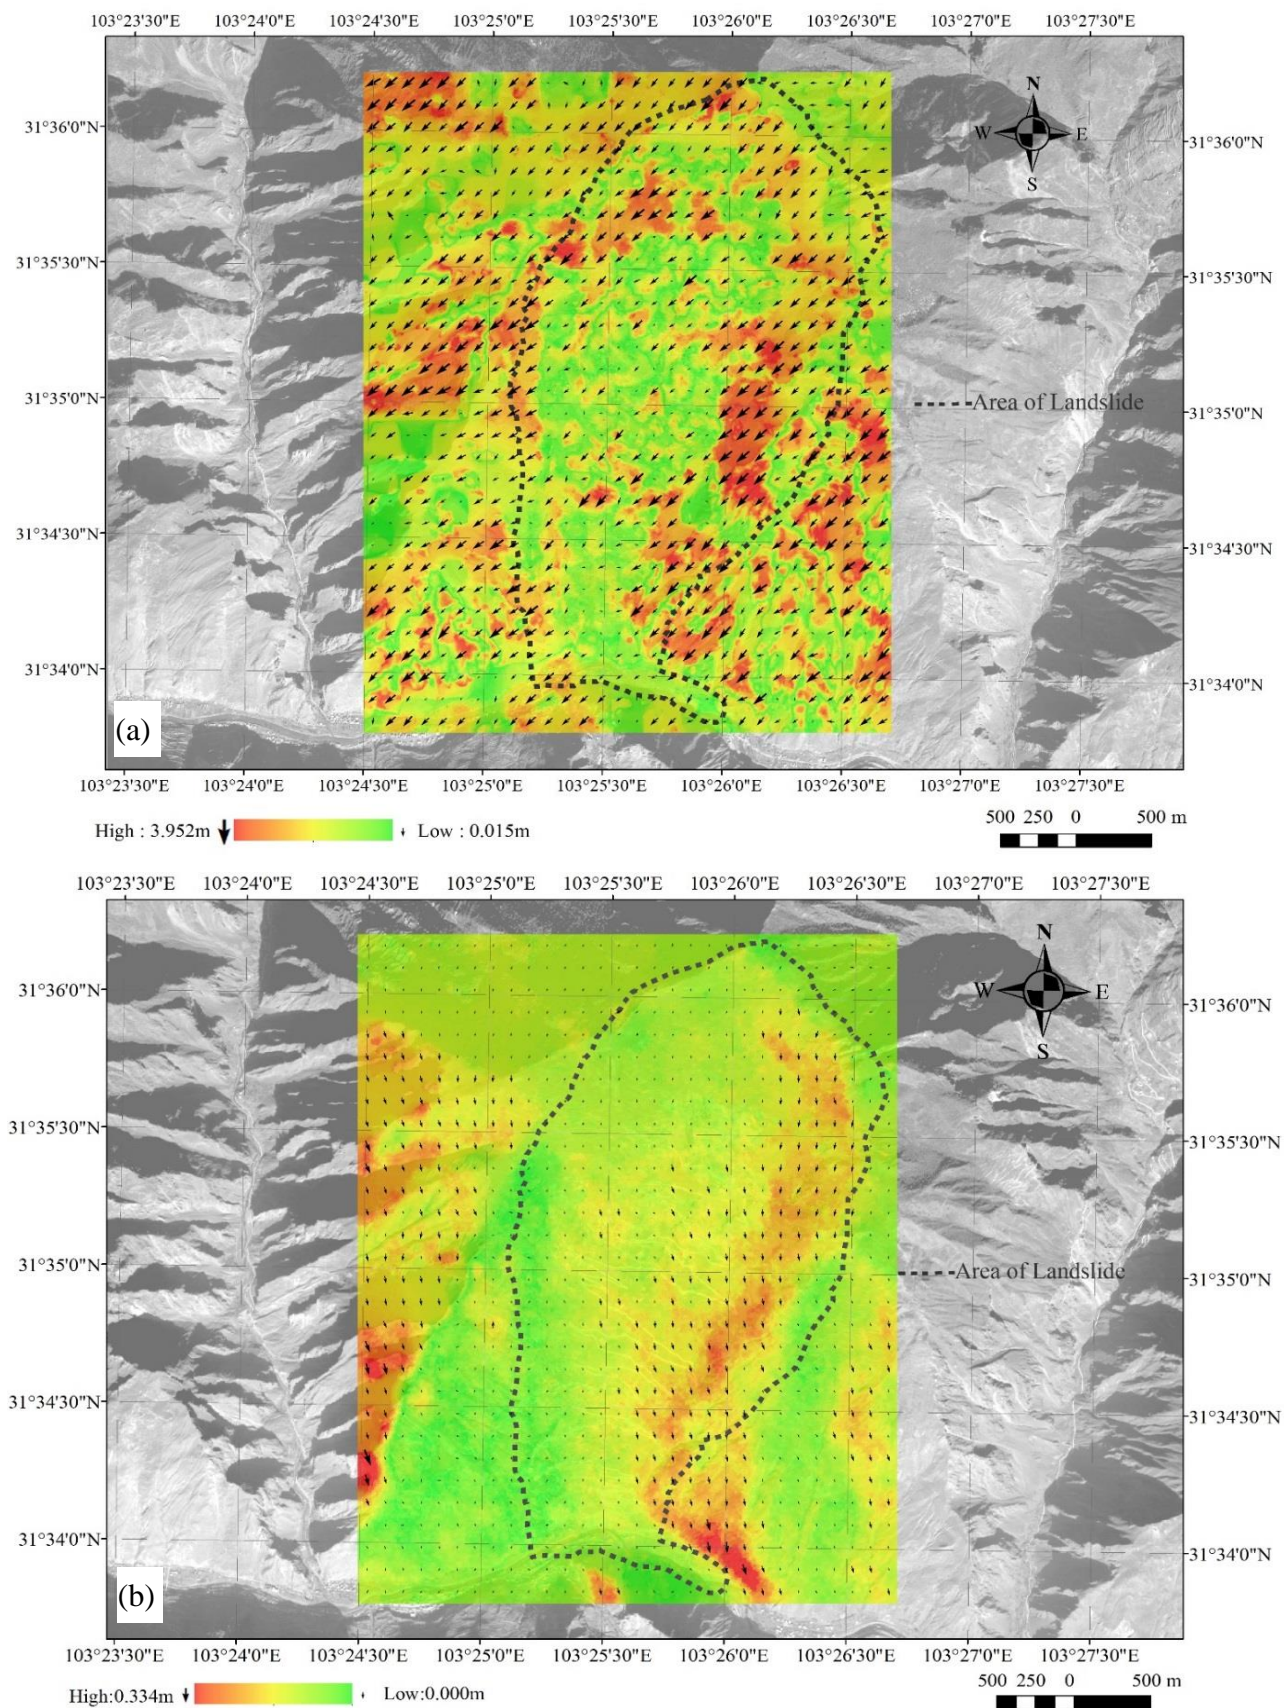 103°23'30"E 103°24'0"E 103°24'30"E 103°25'0"E 103°25'30"E 103°26'0"E 103°26'30"E 103°27'0"E 103°27'30"E
N
W E
S
31°36'0"N 31°36'0"N
31°35'30"N 31°35'30"N
31°35'0"N 31°35'0"N
Area of Landslide
31°34'30"N 31°34'30"N
31°34'0"N 31°34'0"N
(a)
103°23'30"E 103°24'0"E 103°24'30"E 103°25'0"E 103°25'30"E 103°26'0"E 103°26'30"E 103°27'0"E 103°27'30"E
High : 3.952m Low : 0.015m
500 250 0 500 m
103°23'30"E 103°24'0"E 103°24'30"E 103°25'0"E 103°25'30"E 103°26'0"E 103°26'30"E 103°27'0"E 103°27'30"E
N
W E
S
31°36'0"N 31°36'0"N
31°35'30"N 31°35'30"N
31°35'0"N 31°35'0"N
Area of Landslide
31°34'30"N 31°34'30"N
31°34'0"N 31°34'0"N
(b)
103°23'30"E 103°24'0"E 103°24'30"E 103°25'0"E 103°25'30"E 103°26'0"E 103°26'30"E 103°27'0"E 103°27'30"E
High:0.334m Low:0.000m
500 250 0 500 m